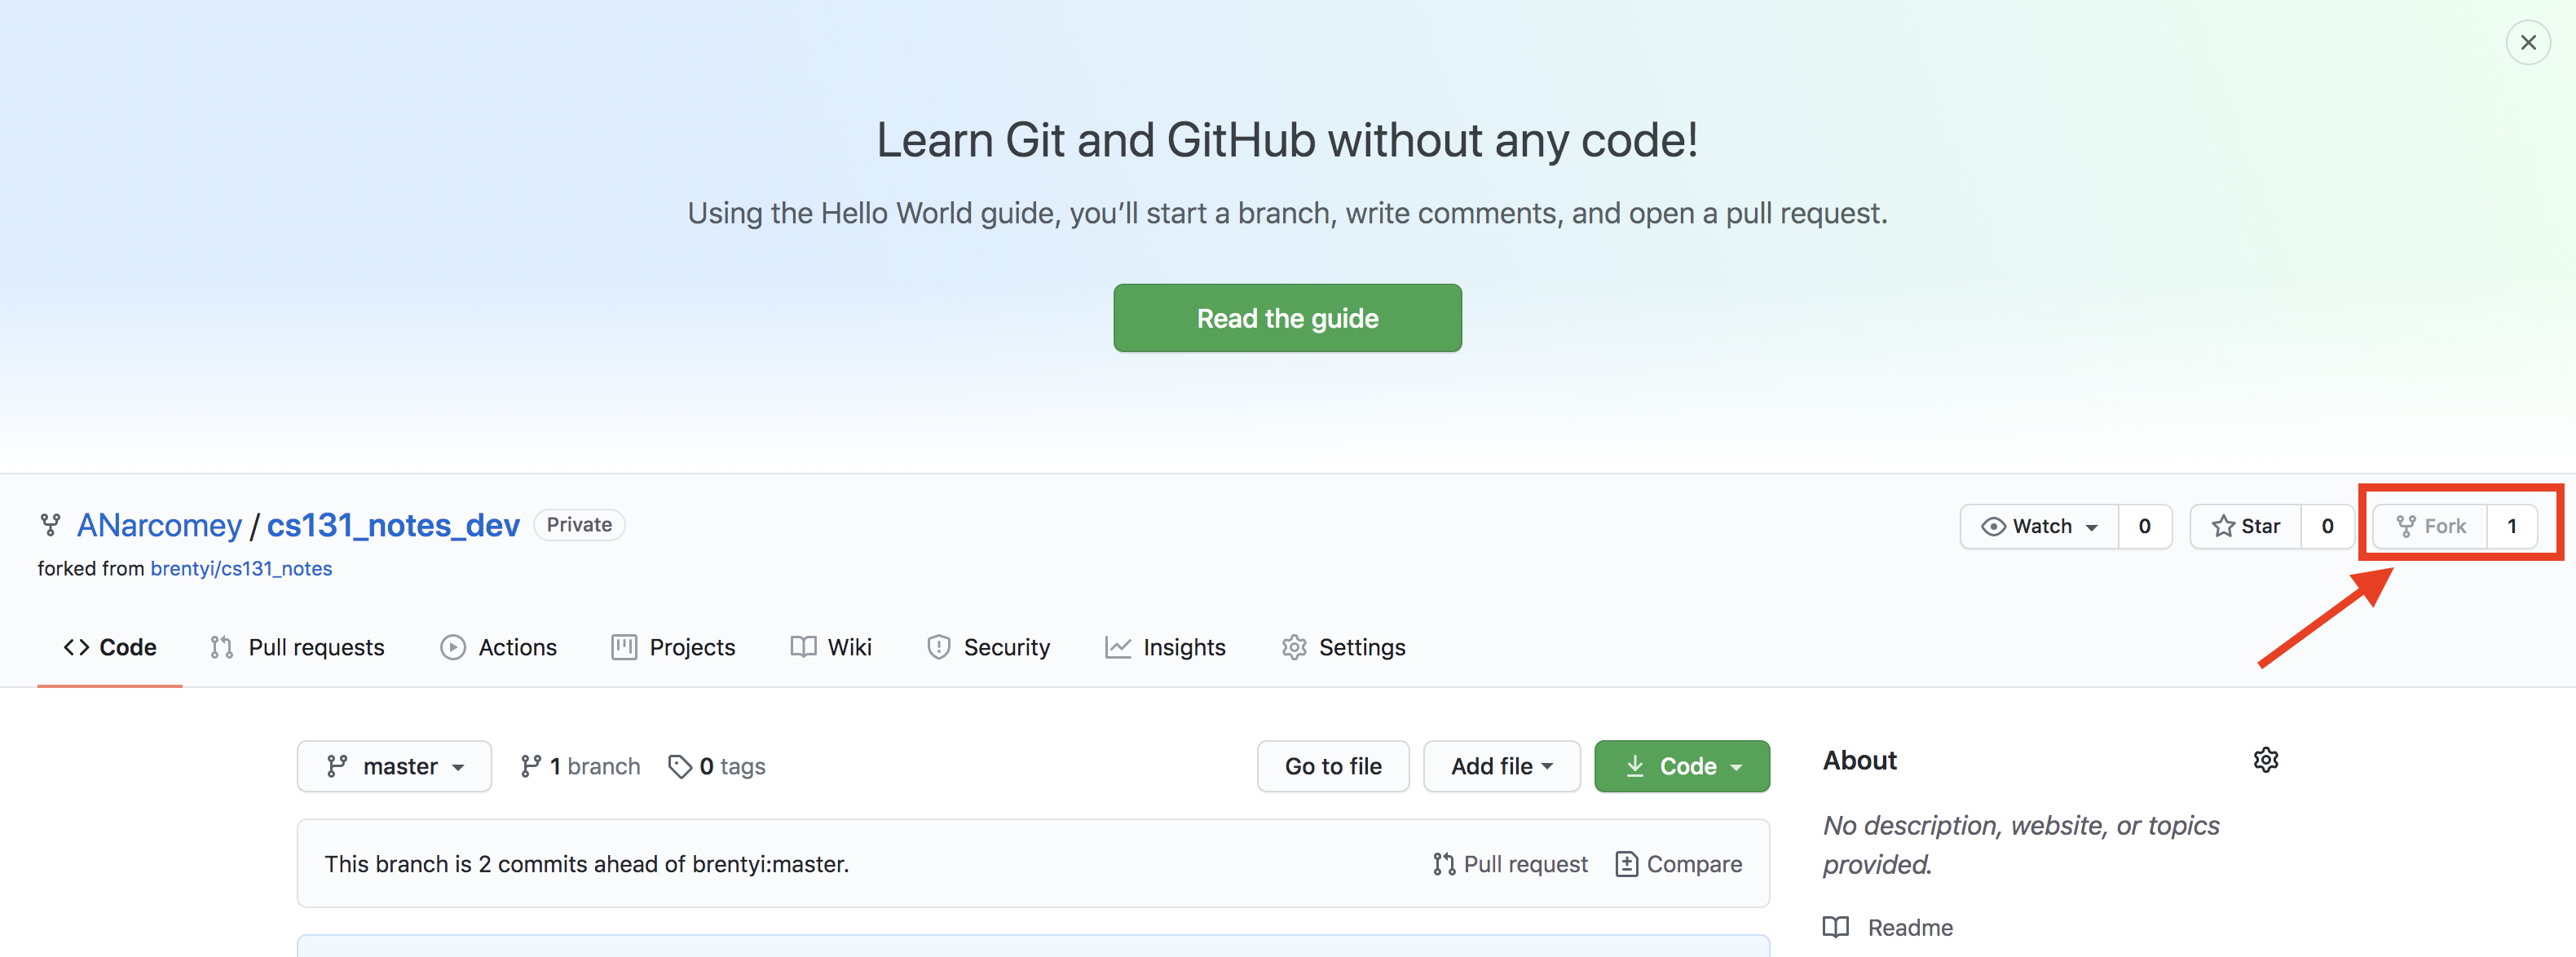 Learn Git and GitHub without any code!
Using the Hello World guide, you’ll start a branch, write comments, and open a pull request.
Read the guide
ANarcomey / cs131_notes_dev Private
Watch 0 Star 0 Fork 1
forked from brentyi/cs131_notes
Code Pull requests Actions Projects Wiki Security Insights Settings
master 1 branch 0 tags Go to file Add file Code
About
No description, website, or topics
provided.
This branch is 2 commits ahead of brentyi:master. Pull request Compare
Readme